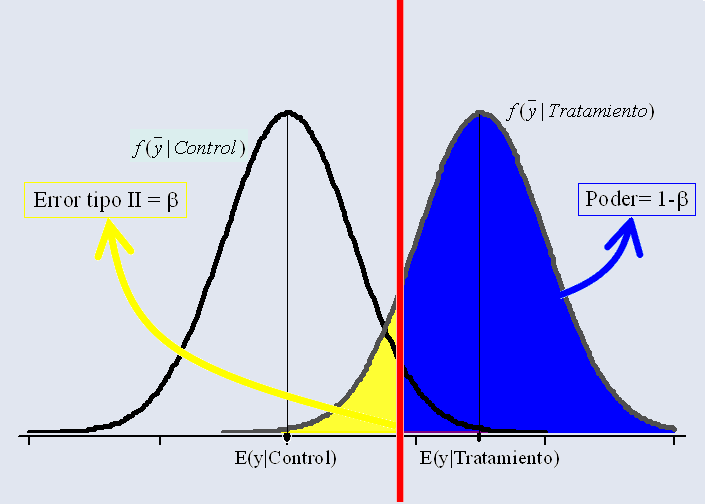 f(ȳ | Tratamiento)
f(ȳ | Control)
Error tipo II = β
Poder= 1-β
E(y|Control)
E(y|Tratamiento)